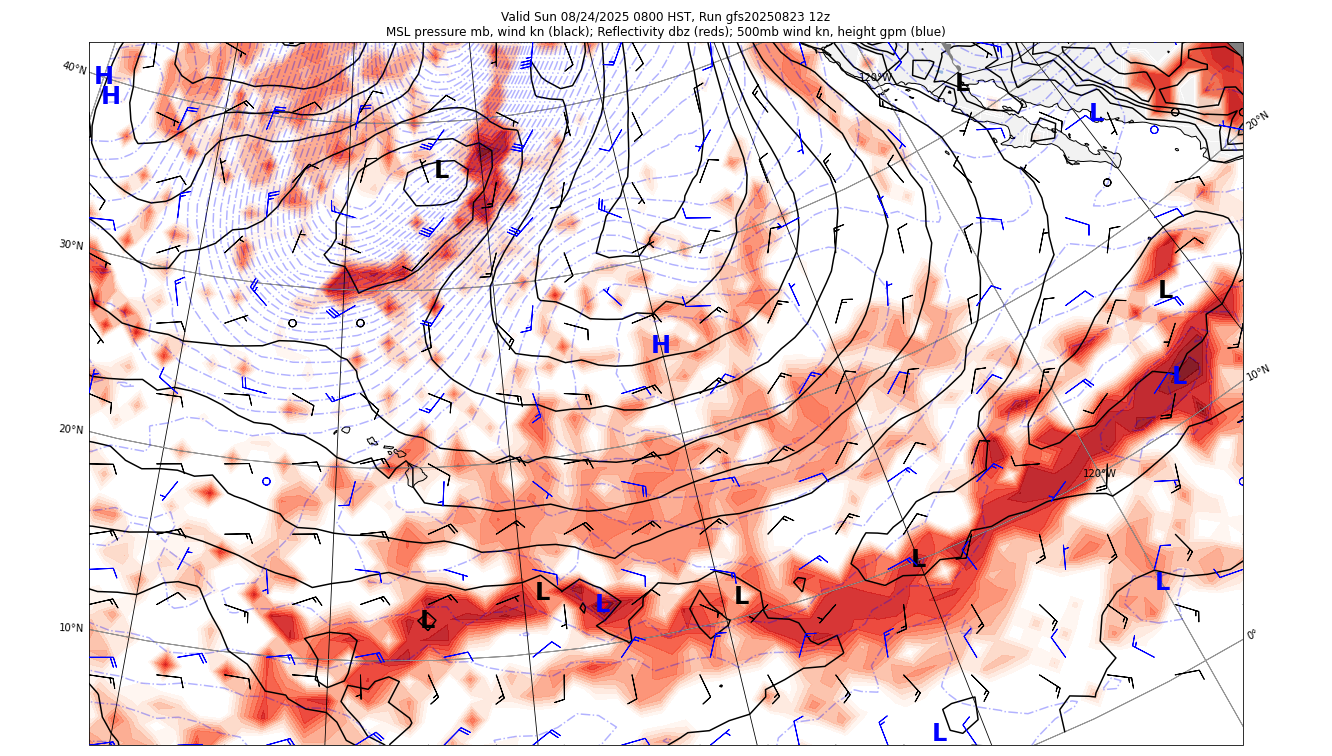 Valid Sun 08/24/2025 0800 HST, Run gfs20250823 12z
MSL pressure mb, wind kn (black); Reflectivity dbz (reds); 500mb wind kn, height gpm (blue)
40°N
H
H
120°W
L
L
20°N
L
30°N
L
H
L
10°N
20°N
120°W
L
L
L
L
L
L
10°N
0°
L